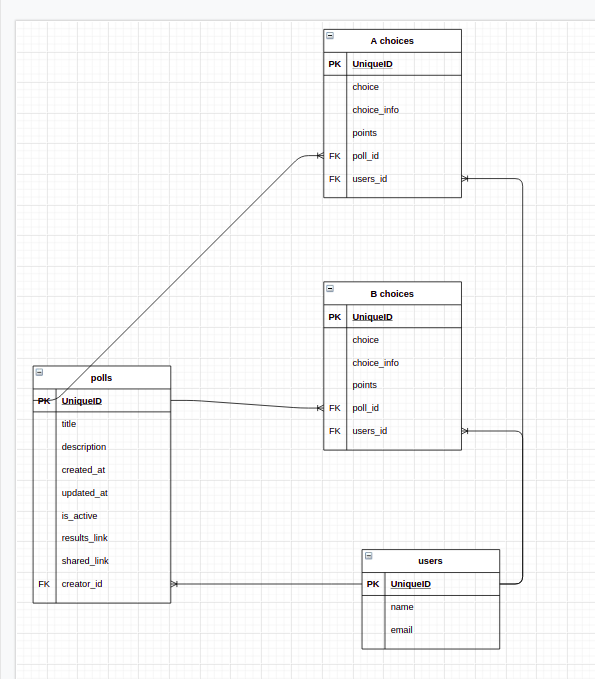 A choices
PK UniqueID
choice
choice_info
points
FK poll_id
FK users_id
B choices
PK UniqueID
choice
choice_info
points
FK poll_id
FK users_id
polls
PK UniqueID
title
description
created_at
updated_at
is_active
results_link
shared_link
FK creator_id
users
PK UniqueID
name
email